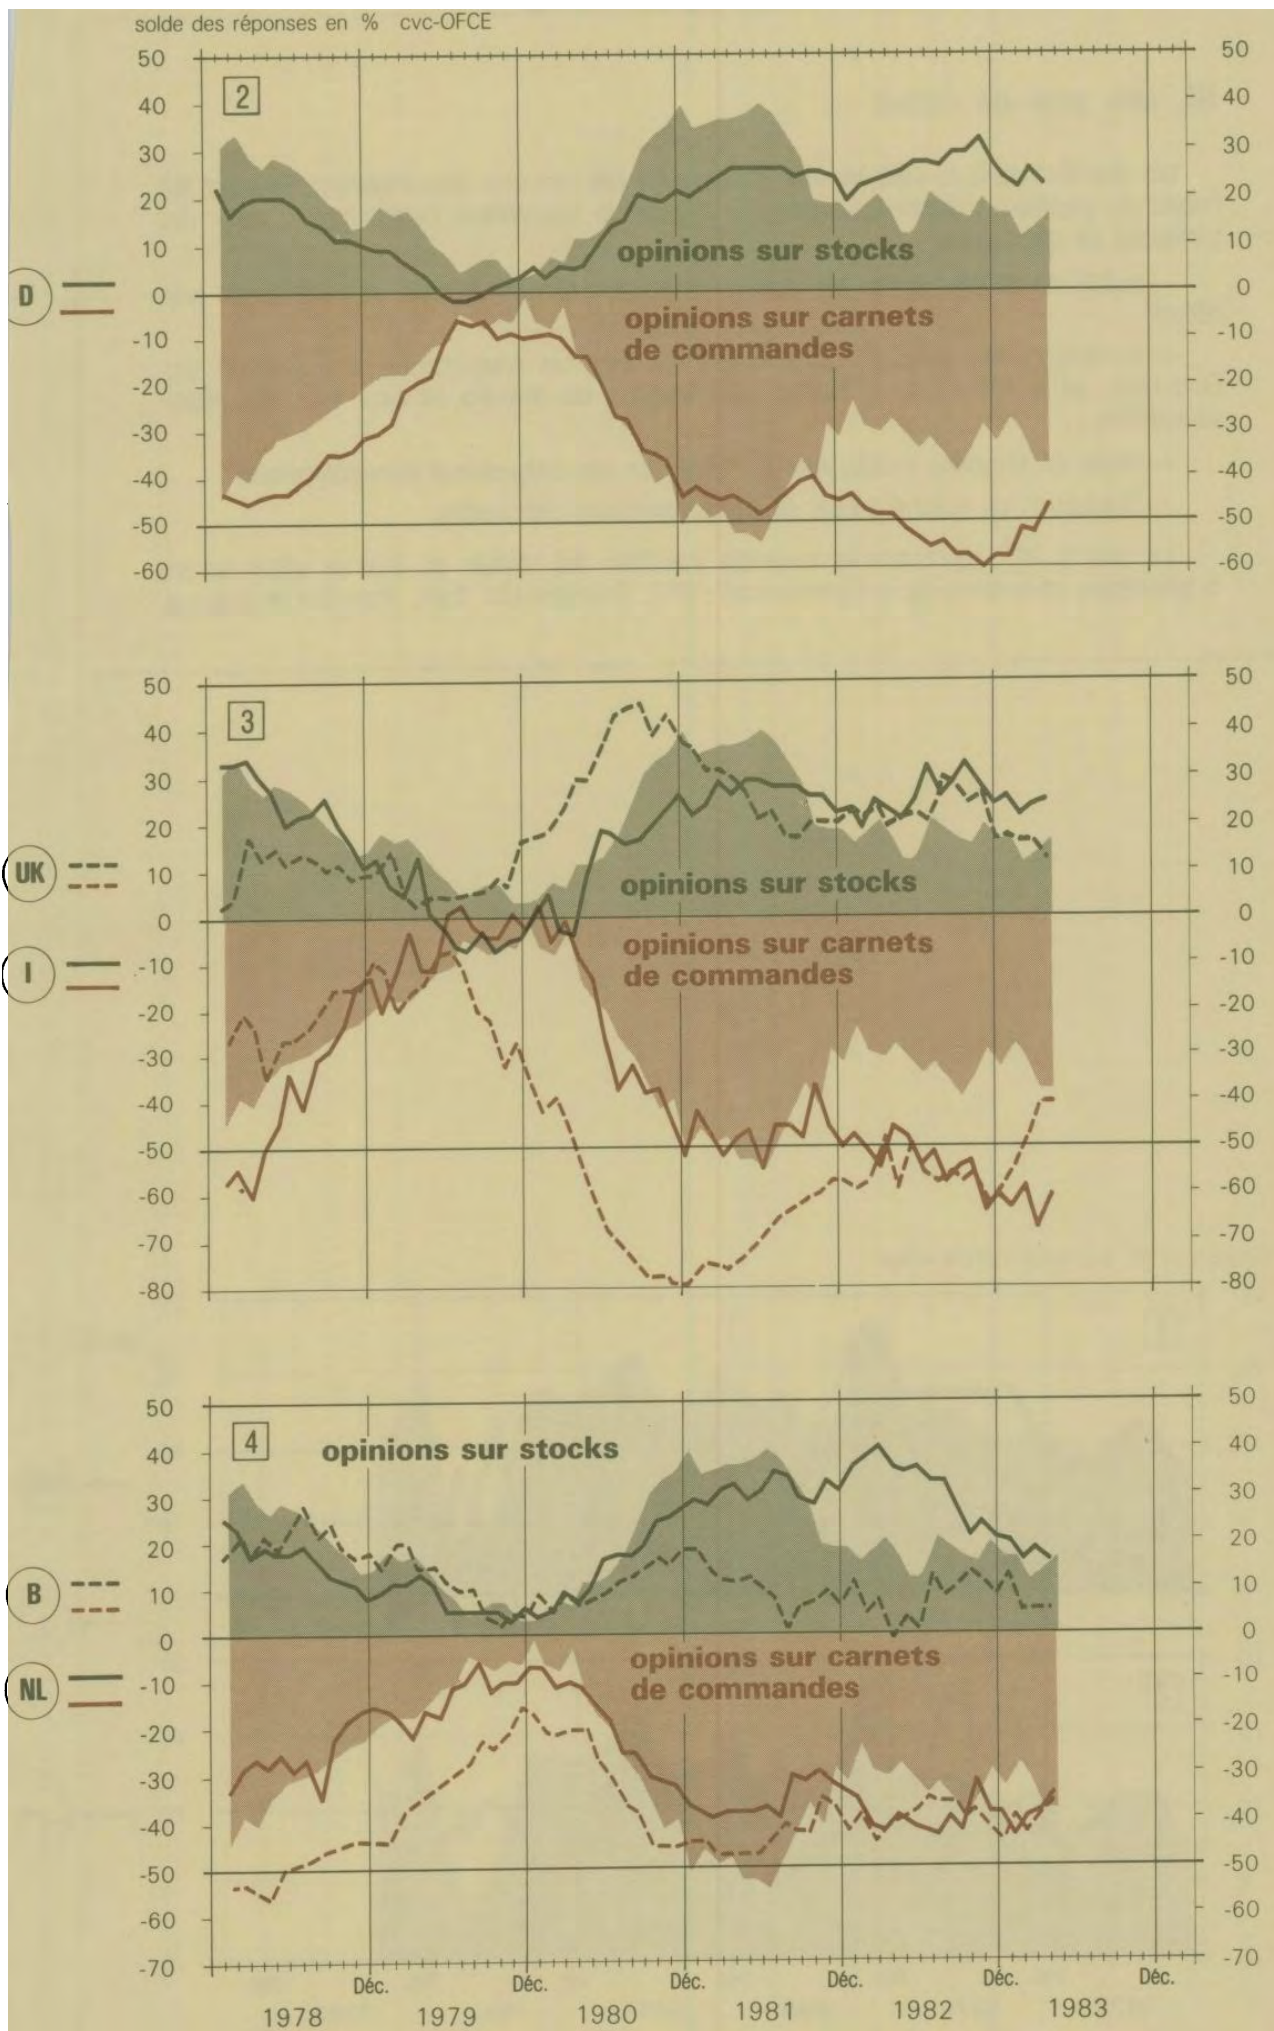 solde des réponses en % cvc-OFCE
50 50
2
40 40
30 30
20 20
10 10
opinions sur stocks
D
0 0
opinions sur carnets
de commandes
-10 -10
-20 -20
-30 -30
-40 -40
-50 -50
-60 -60
50 50
3
40 40
30 30
20 20
10 10
UK
opinions sur stocks
0 0
opinions sur carnets
de commandes
I
-10 -10
-20 -20
-30 -30
-40 -40
-50 -50
-60 -60
-70 -70
-80 -80
50 50
4
opinions sur stocks
40 40
30 30
20 20
10 10
B
0 0
opinions sur carnets
de commandes
NL
-10 -10
-20 -20
-30 -30
-40 -40
-50 -50
-60 -60
-70 -70
Déc. Déc. Déc. Déc. Déc. Déc.
1978 1979 1980 1981 1982 1983